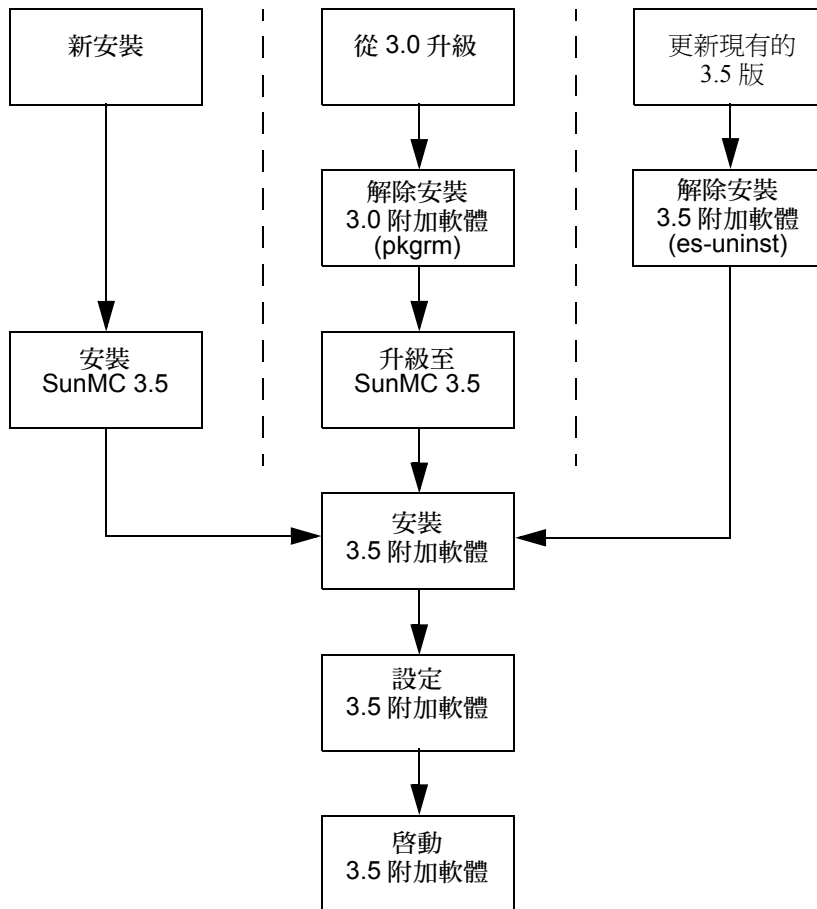 新安裝
從 3.0 升級
更新現有的
3.5 版
解除安裝
3.0 附加軟體
(pkgrm)
解除安裝
3.5 附加軟體
(es-uninst)
安裝
SunMC 3.5
升級至
SunMC 3.5
安裝
3.5 附加軟體
設定
3.5 附加軟體
啟動
3.5 附加軟體